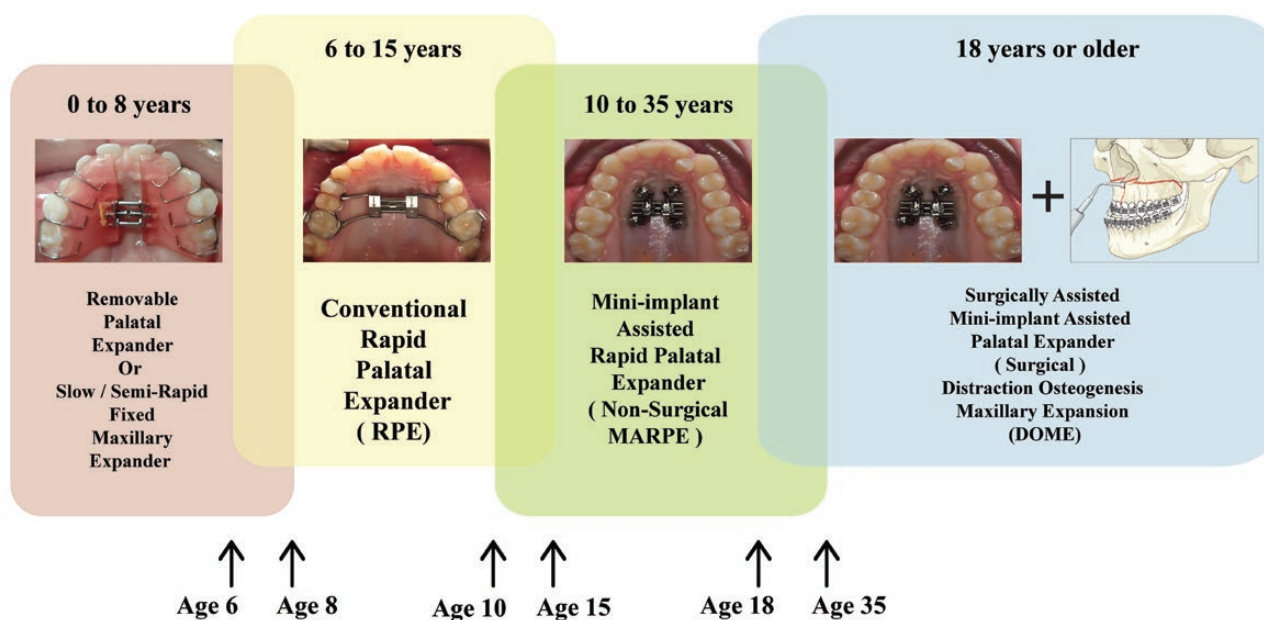 0 to 8 years
Removable
Palatal
Expander
Or
Slow / Semi-Rapid
Fixed
Maxillary
Expander
6 to 15 years
Conventional
Rapid
Palatal
Expander
( RPE)
10 to 35 years
Mini-implant
Assisted
Rapid Palatal
Expander
( Non-Surgical
MARPE )
18 years or older
+
Surgically Assisted
Mini-implant Assisted
Palatal Expander
( Surgical )
Distraction Osteogenesis
Maxillary Expansion
(DOME)
Age 6
Age 8
Age 10
Age 15
Age 18
Age 35